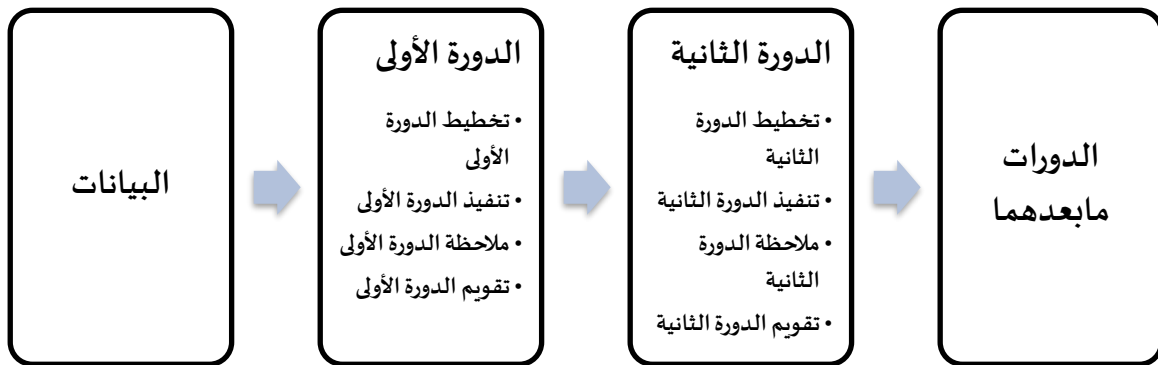 البيانات
الدورة الأولى
• تخطيط الدورة
الأولى
• تنفيذ الدورة الأولى
• ملاحظة الدورة الأولى
• تقويم الدورة الأولى
الدورة الثانية
• تخطيط الدورة
الثانية
• تنفيذ الدورة الثانية
• ملاحظة الدورة
الثانية
• تقويم الدورة الثانية
الدورات
مابعدهما